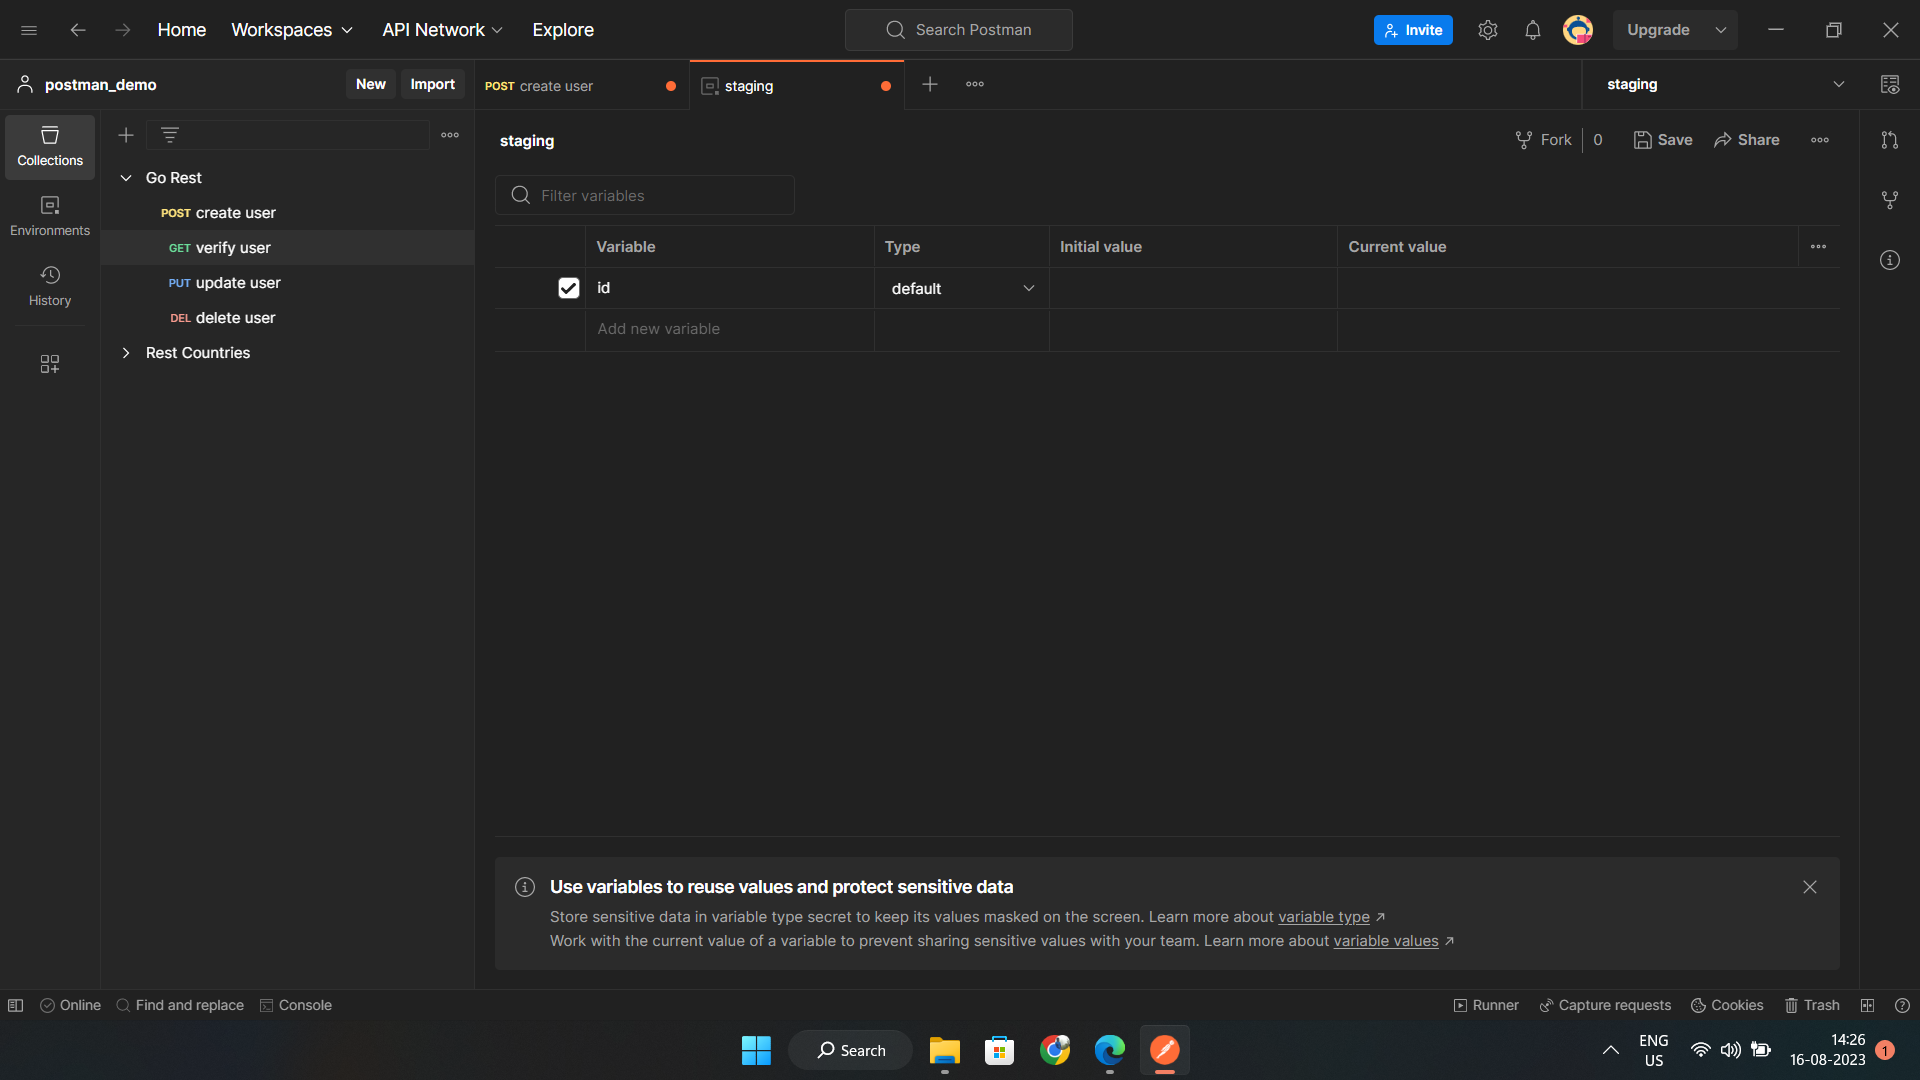 Home Workspaces API Network Explore Search Postman Invite Upgrade
postman_demo New Import POST create user staging staging
Collections
Environments
History
Go Rest
POST create user
GET verify user
PUT update user
DEL delete user
Rest Countries
staging Fork 0 Save Share
Filter variables
Variable Type Initial value Current value
id default
Add new variable
Use variables to reuse values and protect sensitive data
Store sensitive data in variable type secret to keep its values masked on the screen. Learn more about variable type ↗
Work with the current value of a variable to prevent sharing sensitive values with your team. Learn more about variable values ↗
Online Find and replace Console Runner Capture requests Cookies Trash
Search ENG 14:26 1
US 16-08-2023